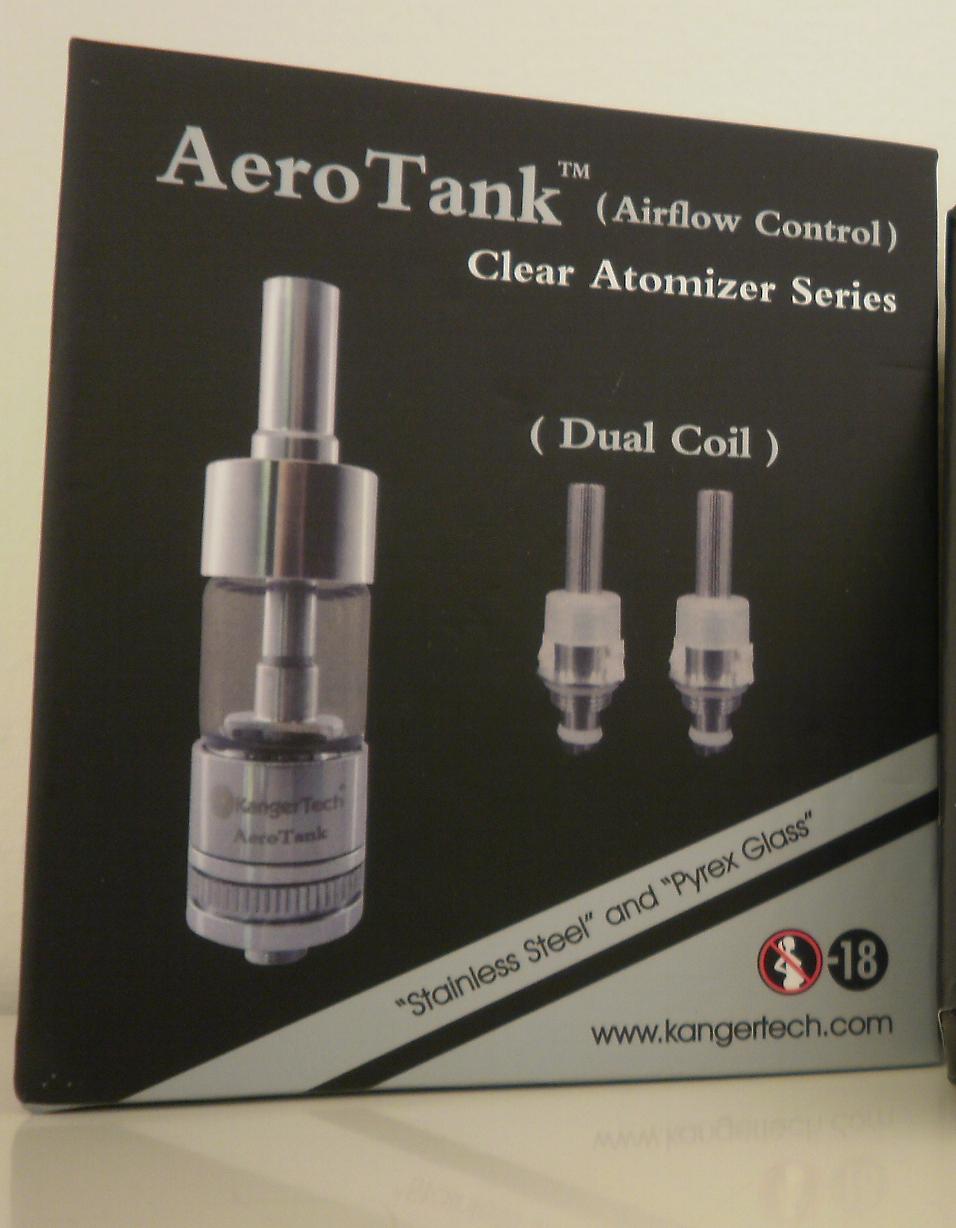 AeroTank™ (Airflow Control)
Clear Atomizer Series
( Dual Coil )
KangerTech®
AeroTank
"Stainless Steel" and "Pyrex Glass"
-18
www.kangertech.com